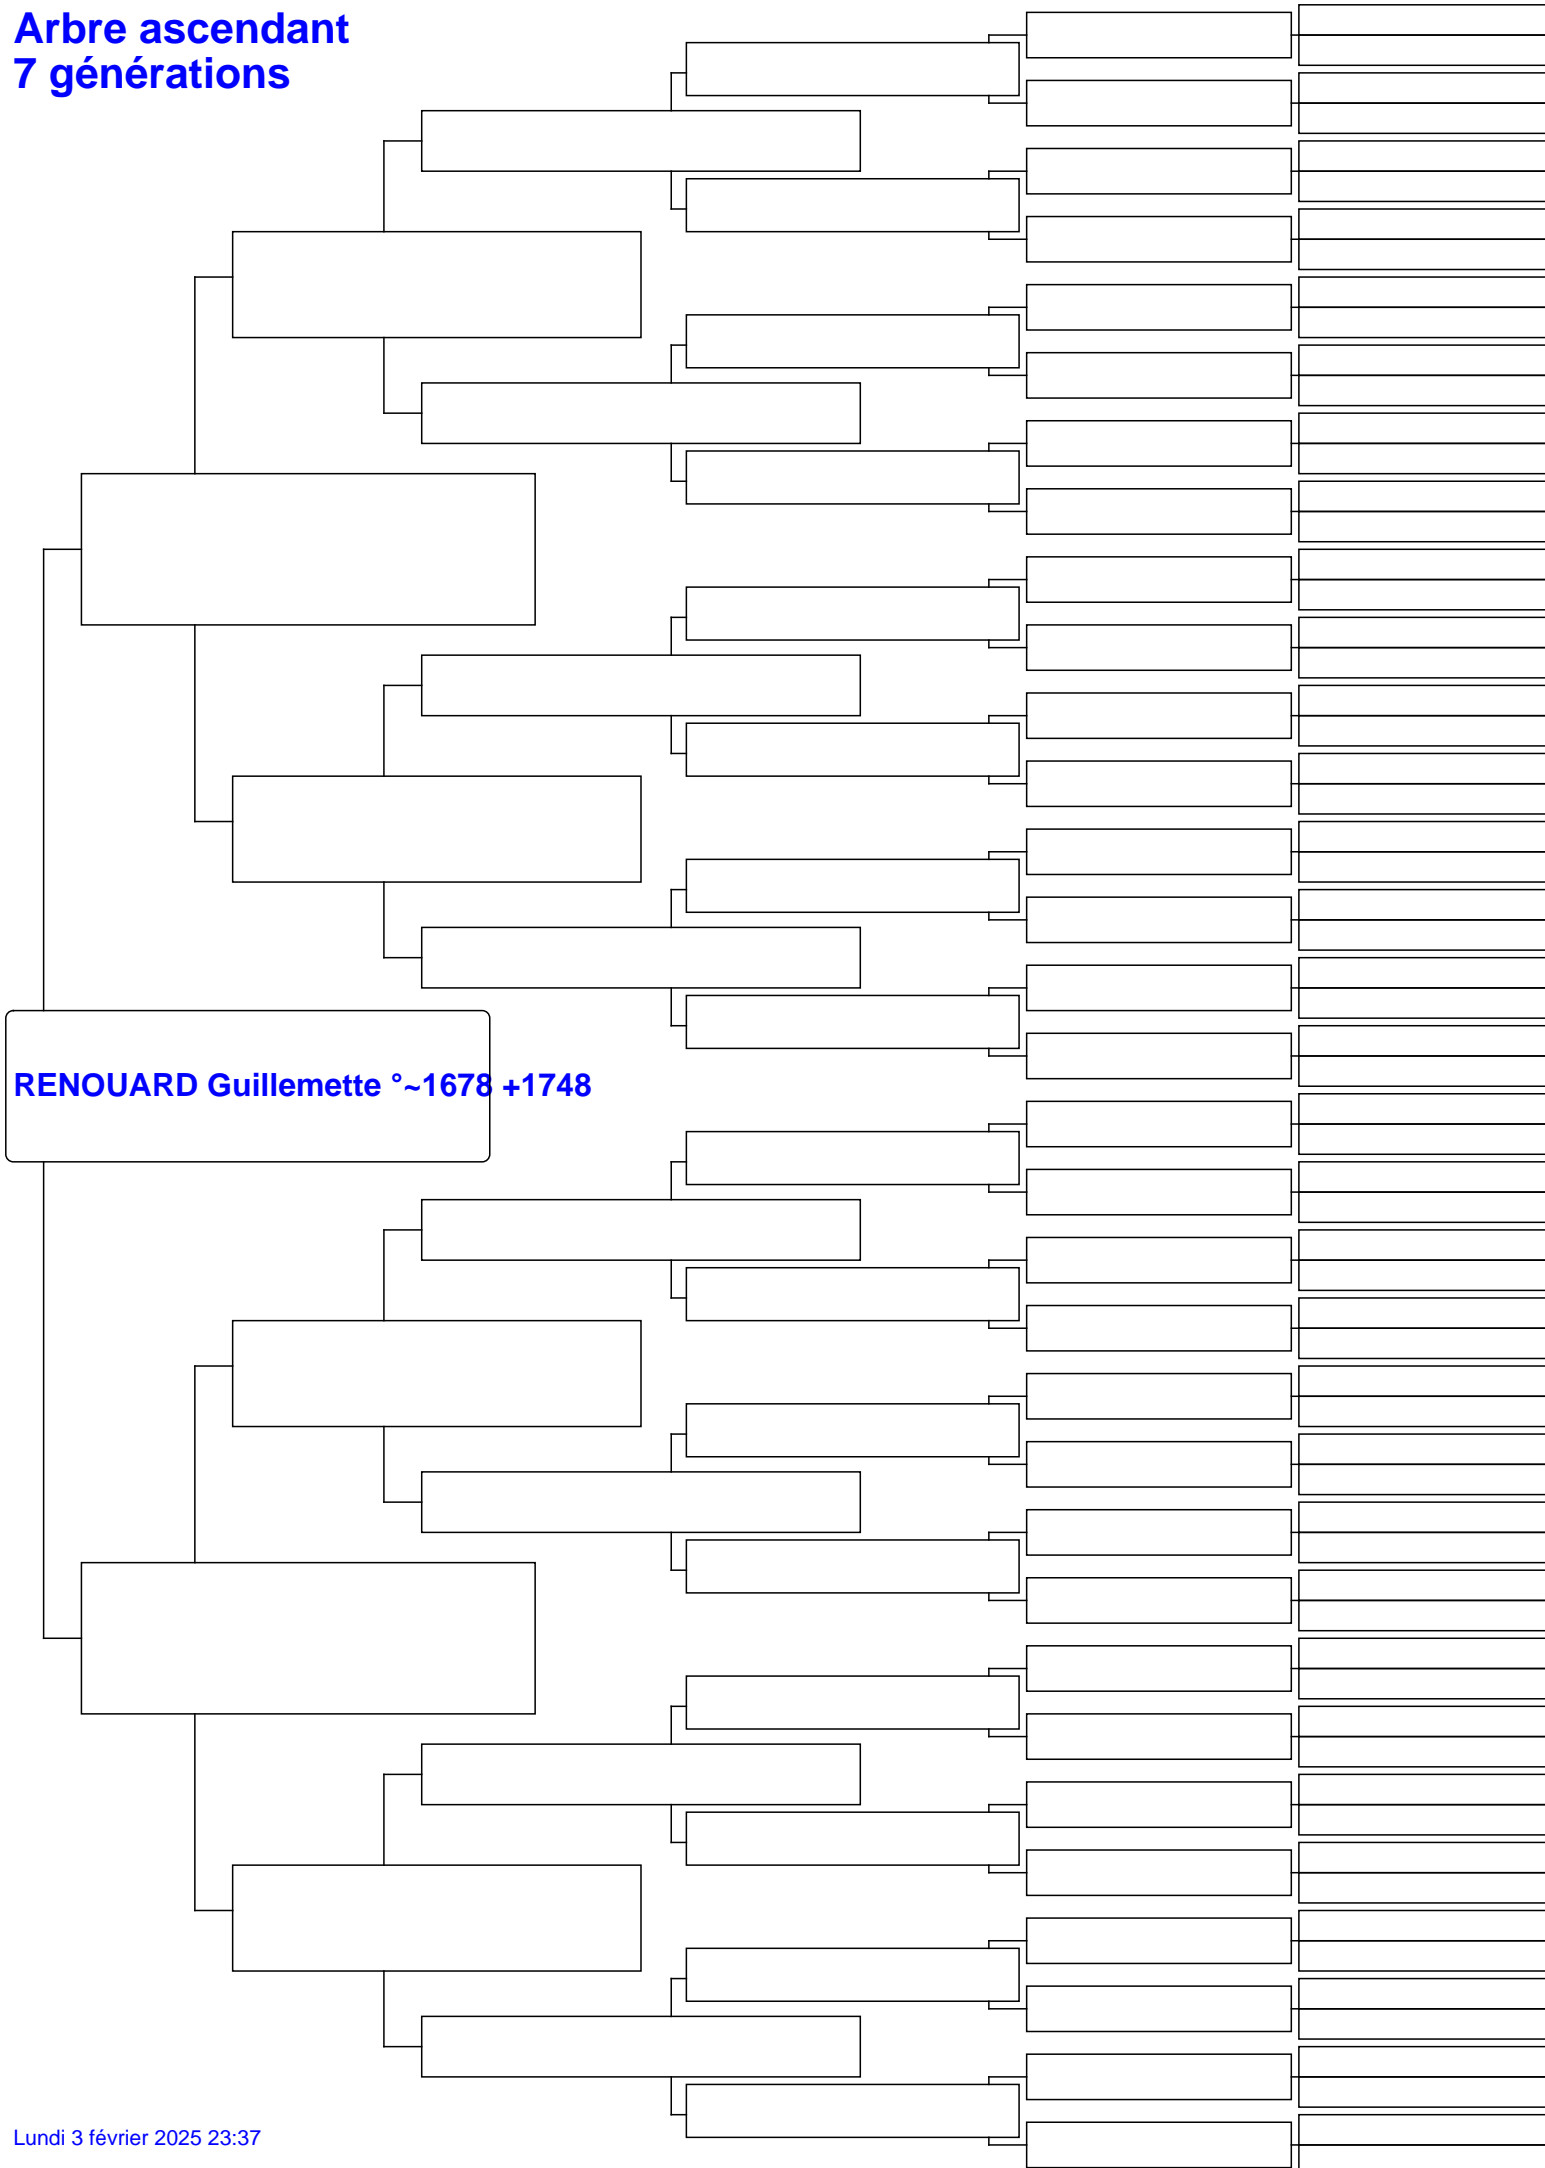 Arbre ascendant
7 générations
RENOUARD Guillemette °~1678 +1748
Lundi 3 février 2025 23:37